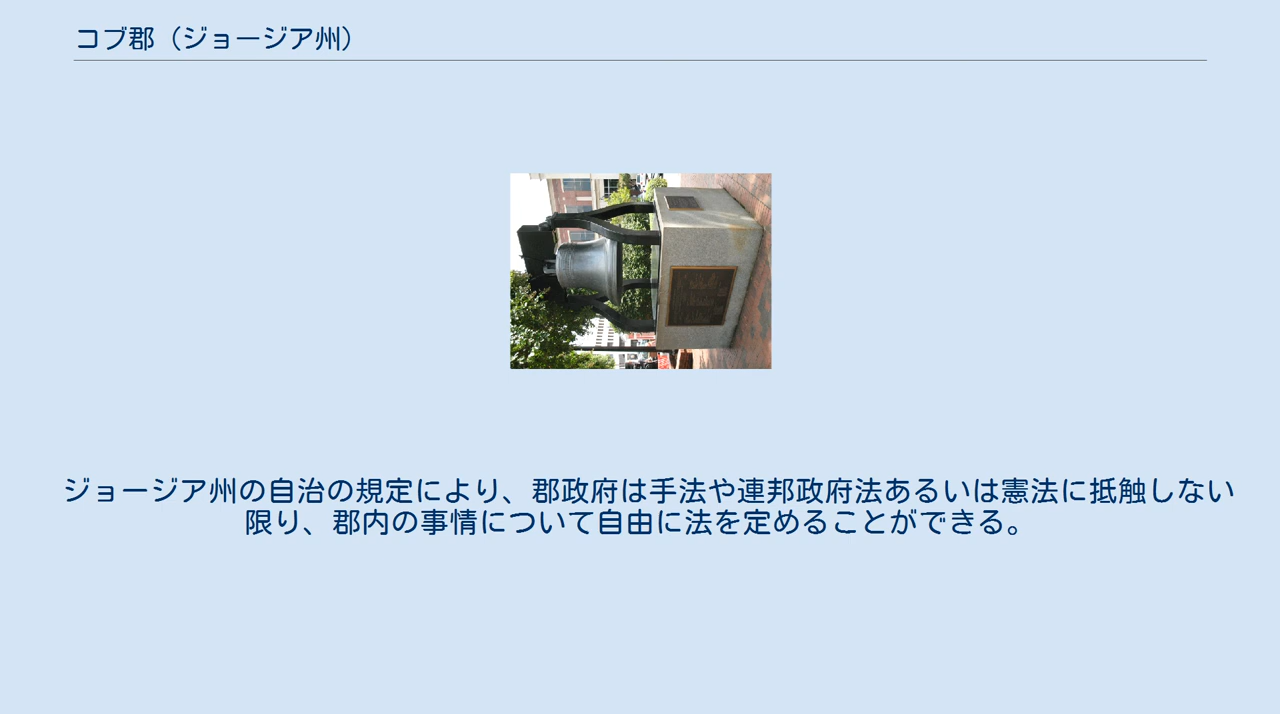 コブ郡（ジョージア州）
ジョージア州の自治の規定により、郡政府は手法や連邦政府法あるいは憲法に抵触しない
限り、郡内の事情について自由に法を定めることができる。